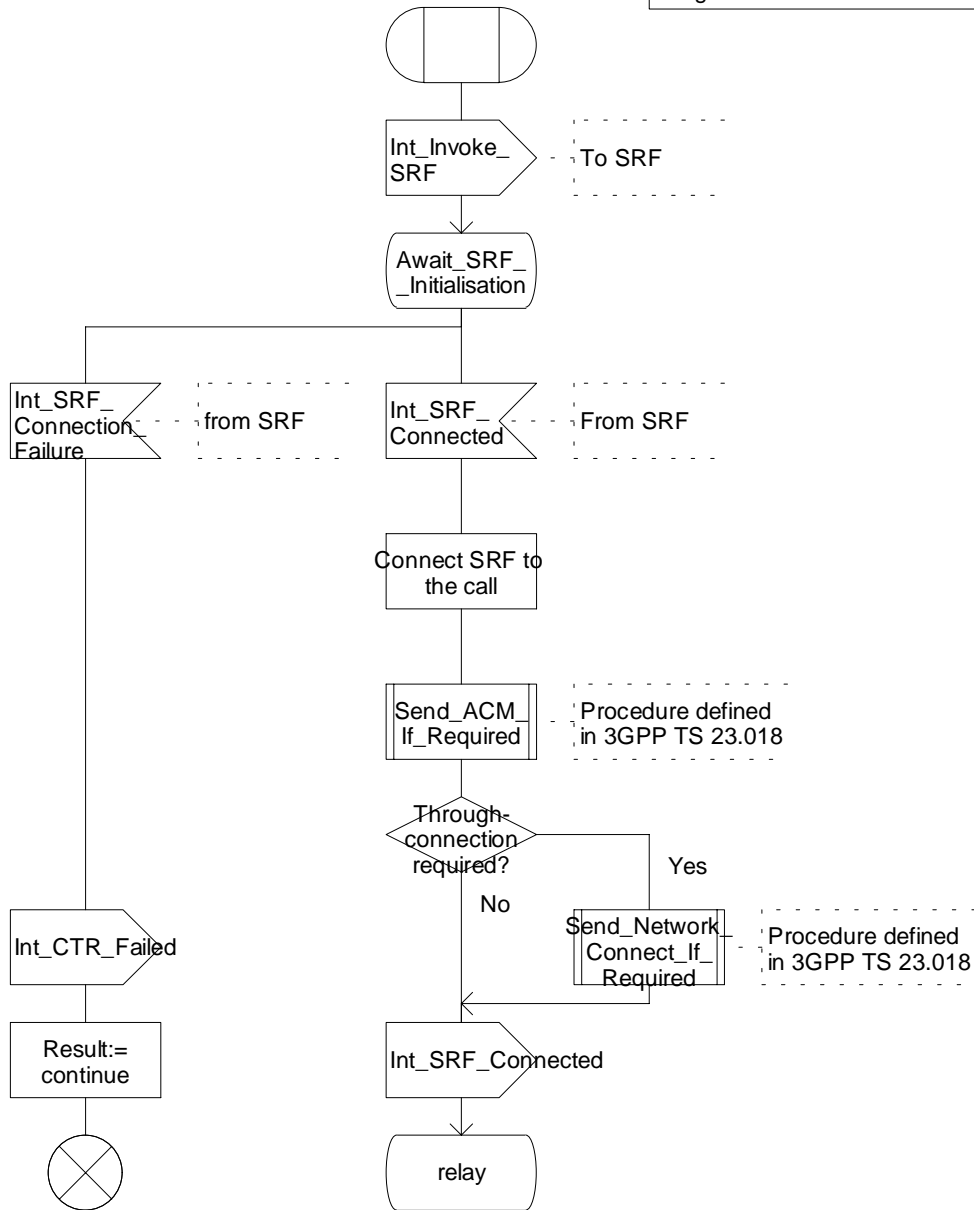 Int_Invoke_
SRF
To SRF
Await_SRF_
_Initialisation
Int_SRF_
Connection_
Failure
from SRF
Int_SRF_
Connected
From SRF
Connect SRF to
the call
Send_ACM_
If_Required
Procedure defined
in 3GPP TS 23.018
Through-
connection
required?
Yes
No
Int_CTR_Failed
Send_Network_
Connect_If_
Required
Procedure defined
in 3GPP TS 23.018
Result:=
continue
Int_SRF_Connected
relay